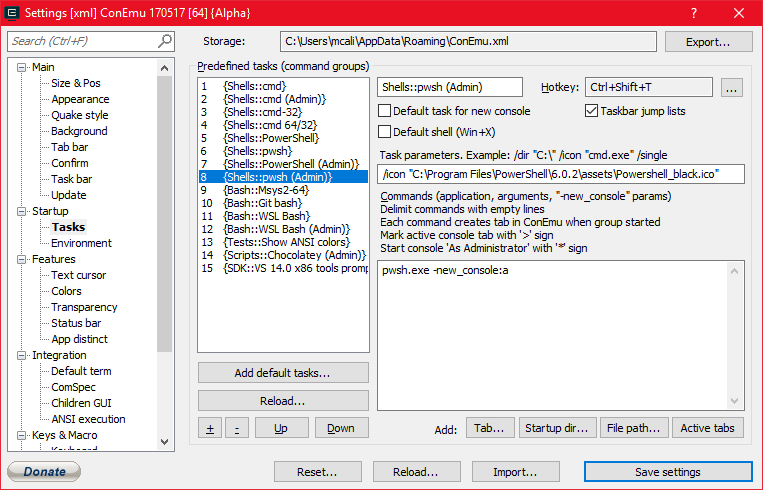 Settings [xml] ConEmu 170517 [64] {Alpha}
Search (Ctrl+F)
Storage:
C:\Users\mcali\AppData\Roaming\ConEmu.xml
Export...
Main
Size & Pos
Appearance
Quake style
Background
Tab bar
Confirm
Task bar
Update
Startup
Tasks
Environment
Features
Text cursor
Colors
Transparency
Status bar
App distinct
Integration
Default term
ComSpec
Children GUI
ANSI execution
Keys & Macro
Predefined tasks (command groups)
1 {Shells::cmd}
2 {Shells::cmd (Admin)}
3 {Shells::cmd-32}
4 {Shells::cmd 64/32}
5 {Shells::PowerShell}
6 {Shells::pwsh}
7 {Shells::PowerShell (Admin)}
8 {Shells::pwsh (Admin)}
9 {Bash::Msys2-64}
10 {Bash::Git bash}
11 {Bash::WSL Bash}
12 {Bash::WSL Bash (Admin)}
13 {Tests::Show ANSI colors}
14 {Scripts::Chocolatey (Admin)}
15 {SDK::VS 14.0 x86 tools promp
Add default tasks...
Reload...
+
-
Up
Down
Shells::pwsh (Admin)
Hotkey:
Ctrl+Shift+T
...
Default task for new console
Taskbar jump lists
Default shell (Win+X)
Task parameters. Example: /dir "C:\" /icon "cmd.exe" /single
/icon "C:\Program Files\PowerShell\6.0.2\assets\Powershell_black.ico"
Commands (application, arguments, "-new_console" params)
Delimit commands with empty lines
Each command creates tab in ConEmu when group started
Mark active console tab with '>' sign
Start console 'As Administrator' with '*' sign
pwsh.exe -new_console:a
Add:
Tab...
Startup dir...
File path...
Active tabs
Donate
Reset...
Reload...
Import...
Save settings